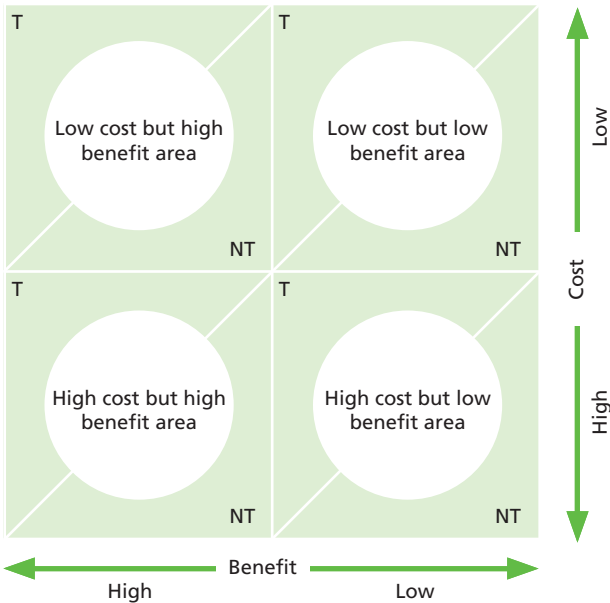 T
T
Low cost but high
benefit area
Low cost but low
benefit area
NT
NT
T
T
High cost but high
benefit area
High cost but low
benefit area
NT
NT
Low
Cost
High
Benefit
High
Low